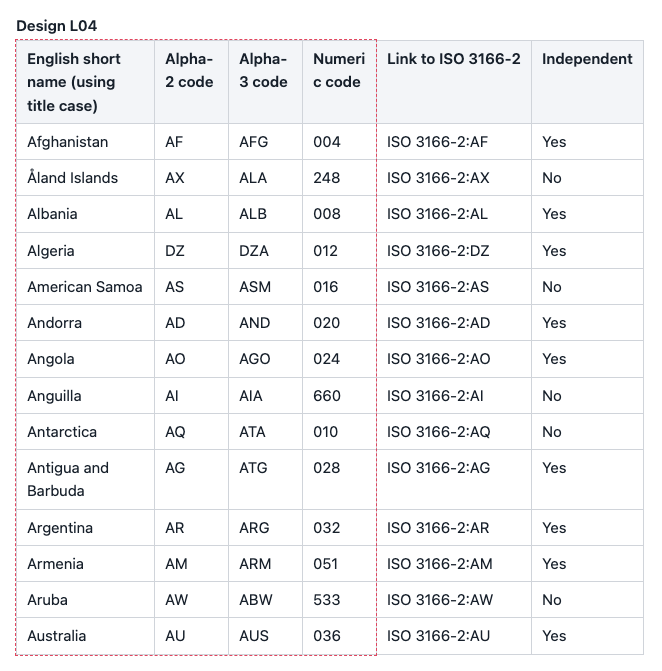 Design L04
English short name (using title case) Alpha-2 code Alpha-3 code Numeric code Link to ISO 3166-2 Independent
Afghanistan AF AFG 004 ISO 3166-2:AF Yes
Åland Islands AX ALA 248 ISO 3166-2:AX No
Albania AL ALB 008 ISO 3166-2:AL Yes
Algeria DZ DZA 012 ISO 3166-2:DZ Yes
American Samoa AS ASM 016 ISO 3166-2:AS No
Andorra AD AND 020 ISO 3166-2:AD Yes
Angola AO AGO 024 ISO 3166-2:AO Yes
Anguilla AI AIA 660 ISO 3166-2:AI No
Antarctica AQ ATA 010 ISO 3166-2:AQ No
Antigua and Barbuda AG ATG 028 ISO 3166-2:AG Yes
Argentina AR ARG 032 ISO 3166-2:AR Yes
Armenia AM ARM 051 ISO 3166-2:AM Yes
Aruba AW ABW 533 ISO 3166-2:AW No
Australia AU AUS 036 ISO 3166-2:AU Yes